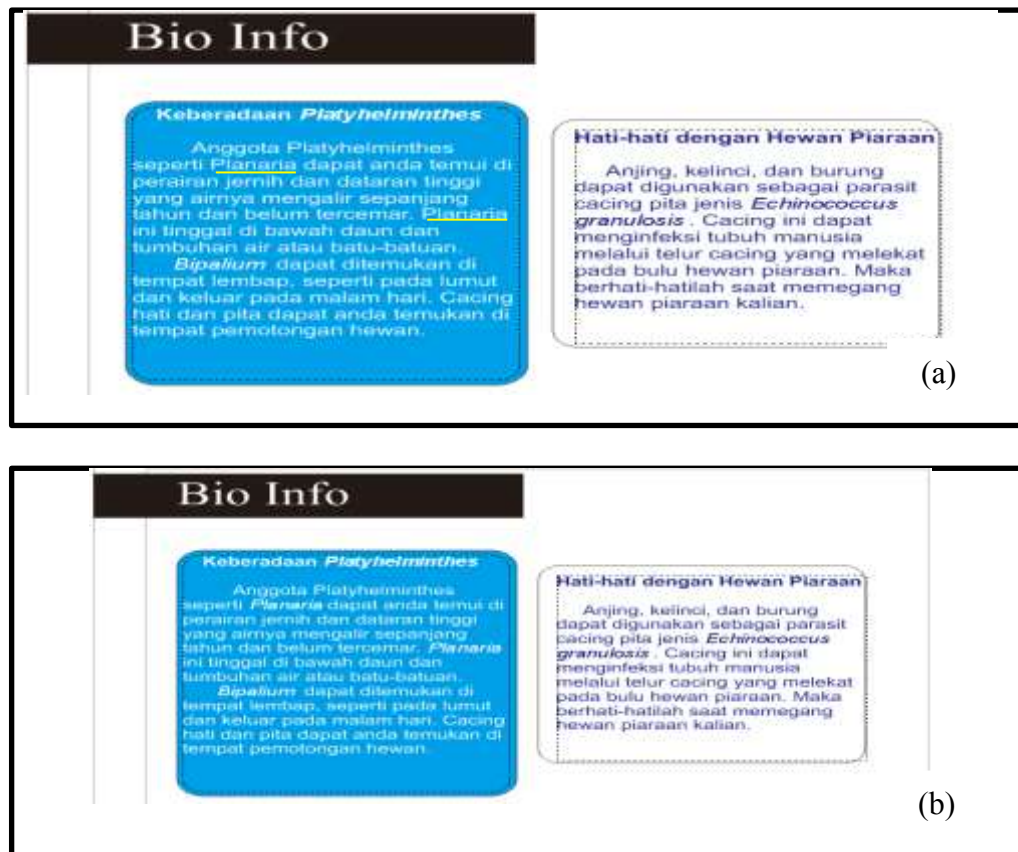 Bio Info
Keberadaan Platyhelminthes
Anggota Platyhelminthes
seperti Planaria dapat anda temui di
perairan jernih dan dataran tinggi
yang airnya mengalir sepanjang
tahun dan belum tercemar. Planaria
ini tinggal di bawah daun dan
tumbuhan air atau batu-batuan.
Bipalium dapat ditemukan di
tempat lembap, seperti pada lumut
dan keluar pada malam hari. Cacing
hati dan pita dapat anda temukan di
tempat pemotongan hewan.
Hati-hati dengan Hewan Piaraan
Anjing, kelinci, dan burung
dapat digunakan sebagai parasit
cacing pita jenis Echinococcus
granulosis . Cacing ini dapat
menginfeksi tubuh manusia
melalui telur cacing yang melekat
pada bulu hewan piaraan. Maka
berhati-hatilah saat memegang
hewan piaraan kalian.
(a)
Bio Info
Keberadaan Platyhelminthes
Anggota Platyhelminthes
seperti Planaria dapat anda temui di
perairan jernih dan dataran tinggi
yang airnya mengalir sepanjang
tahun dan belum tercemar. Planaria
ini tinggal di bawah daun dan
tumbuhan air atau batu-batuan.
Bipalium dapat ditemukan di
tempat lembap, seperti pada lumut
dan keluar pada malam hari. Cacing
hati dan pita dapat anda temukan di
tempat pemotongan hewan.
Hati-hati dengan Hewan Piaraan
Anjing, kelinci, dan burung
dapat digunakan sebagai parasit
cacing pita jenis Echinococcus
granulosis . Cacing ini dapat
menginfeksi tubuh manusia
melalui telur cacing yang melekat
pada bulu hewan piaraan. Maka
berhati-hatilah saat memegang
hewan piaraan kalian.
(b)